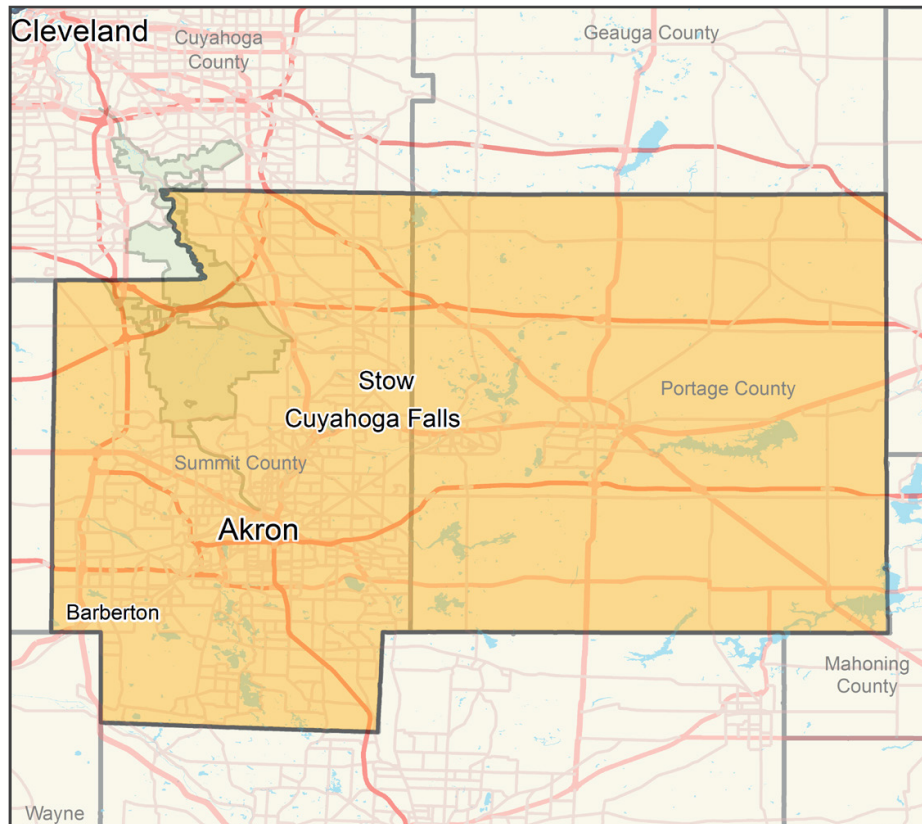 Cleveland
Cuyahoga
County
Geauga County
Stow
Portage County
Cuyahoga Falls
Summit County
Akron
Barberton
Mahoning
County
Wayne